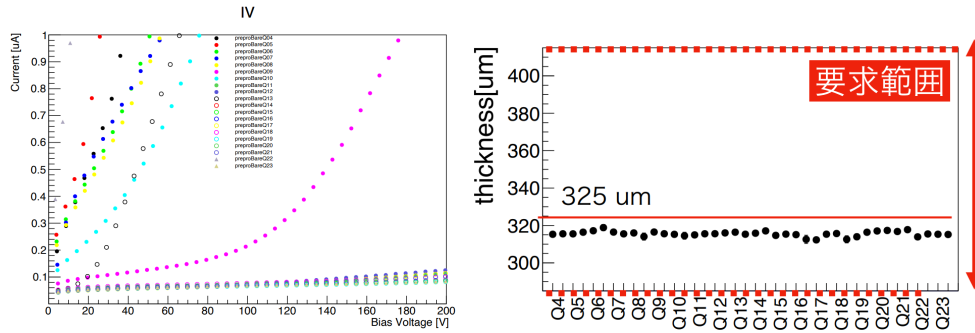 IV
Current [uA]
1
0.9
0.8
0.7
0.6
0.5
0.4
0.3
0.2
0.1
0
0 20 40 60 80 100 120 140 160 180 200
Bias Voltage [V]
preproBareQ04
preproBareQ05
preproBareQ06
preproBareQ07
preproBareQ08
preproBareQ09
preproBareQ10
preproBareQ11
preproBareQ12
preproBareQ13
preproBareQ14
preproBareQ15
preproBareQ16
preproBareQ17
preproBareQ18
preproBareQ19
preproBareQ20
preproBareQ21
preproBareQ22
preproBareQ23
thickness[um]
400
380
360
340
320
300
要求範囲
325 um
Q4 Q5 Q6 Q7 Q8 Q9 Q10 Q11 Q12 Q13 Q14 Q15 Q16 Q17 Q18 Q19 Q20 Q21 Q22 Q23